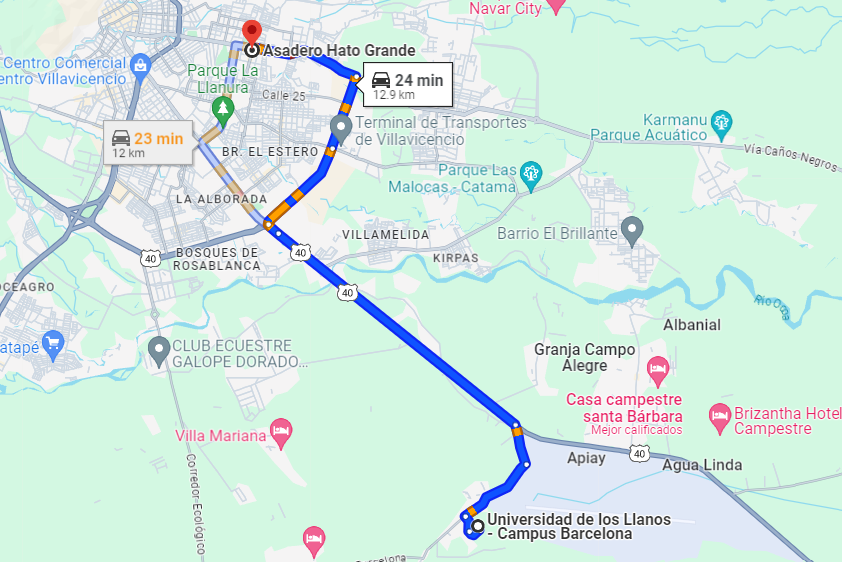 Navar City
Asadero Hato Grande
Centro Comercial
entro Villavicencio
Parque La
Llanura
24 min
12.9 km
Calle 25
23 min
12 km
Terminal de Transportes
de Villavicencio
Karmanu
Parque Acuático
BR. EL ESTERO
Vía Caños Negros
Parque Las
Malocas - Catama
LA ALBORADA
VILLAMELIDA
Barrio El Brillante
40
40
BOSQUES DE
ROSABLANCA
KIRPAS
OCEAGRO
40
Albanial
atapé
CLUB ECUESTRE
GALOPE DORADO...
Granja Campo
Alegre
Casa campestre
santa Bárbara
Mejor calificados
Brizantha Hotel
Campestre
Villa Mariana
40
Apiay
Agua Linda
Corredor-Ecológico
Universidad de los Llanos
- Campus Barcelona
Barcelona